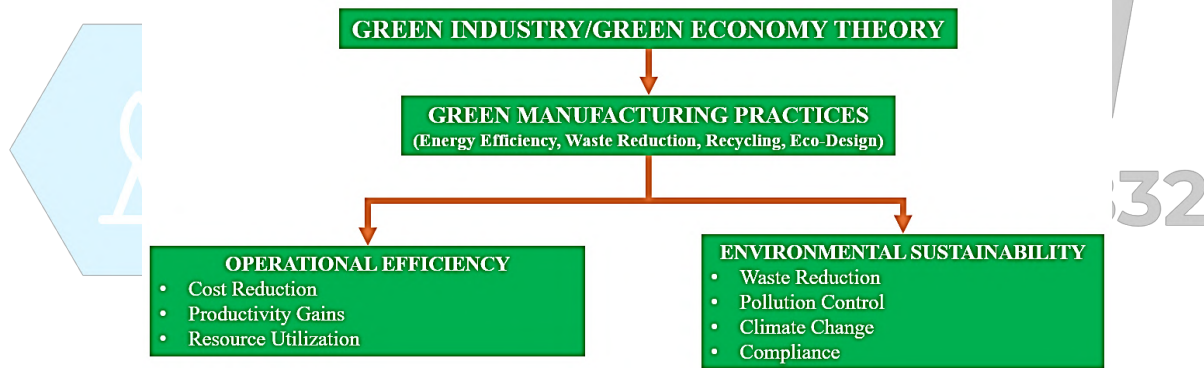 GREEN INDUSTRY/GREEN ECONOMY THEORY
GREEN MANUFACTURING PRACTICES
(Energy Efficiency, Waste Reduction, Recycling, Eco-Design)
OPERATIONAL EFFICIENCY
• Cost Reduction
• Productivity Gains
• Resource Utilization
ENVIRONMENTAL SUSTAINABILITY
• Waste Reduction
• Pollution Control
• Climate Change
• Compliance